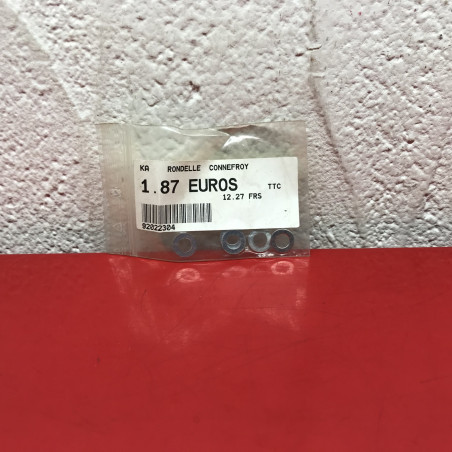 KA RONDELLE CONNEFROY
1.87 EUROS TTC
12.27 FRS
92022304